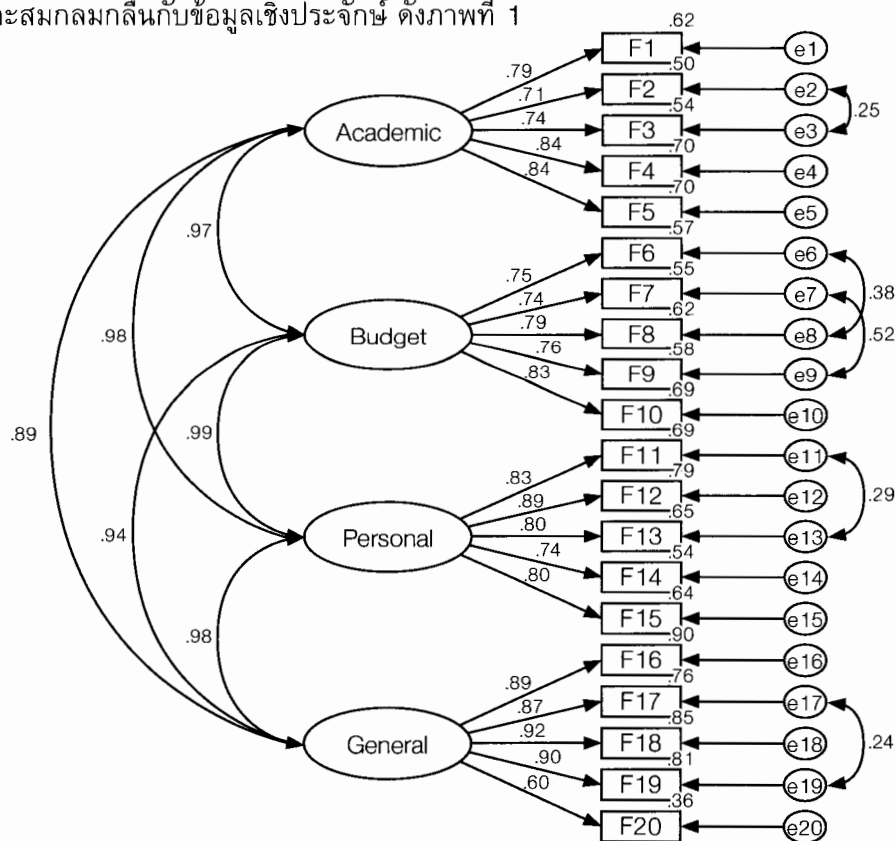 ะสมกลมกลืนกับข้อมูลเชิงประจักษ์ ดังภาพที่ 1
.62
F1
e1
.79
.50
F2
e2
.71
.54
.25
Academic
F3
e3
.74
.70
F4
e4
.84
.70
F5
e5
.84
.57
.97
F6
e6
.75
.55
F7
e7
.38
.74
.62
Budget
F8
e8
.52
.79
.58
.98
F9
e9
.76
.69
F10
e10
.83
.69
.89
.99
F11
e11
.83
.79
F12
e12
.29
.89
.65
Personal
F13
e13
.80
.54
.94
F14
e14
.74
.64
F15
e15
.80
.90
.98
F16
e16
.89
.76
F17
e17
.87
.85
General
F18
e18
.24
.92
.81
F19
e19
.90
.36
F20
e20
.60